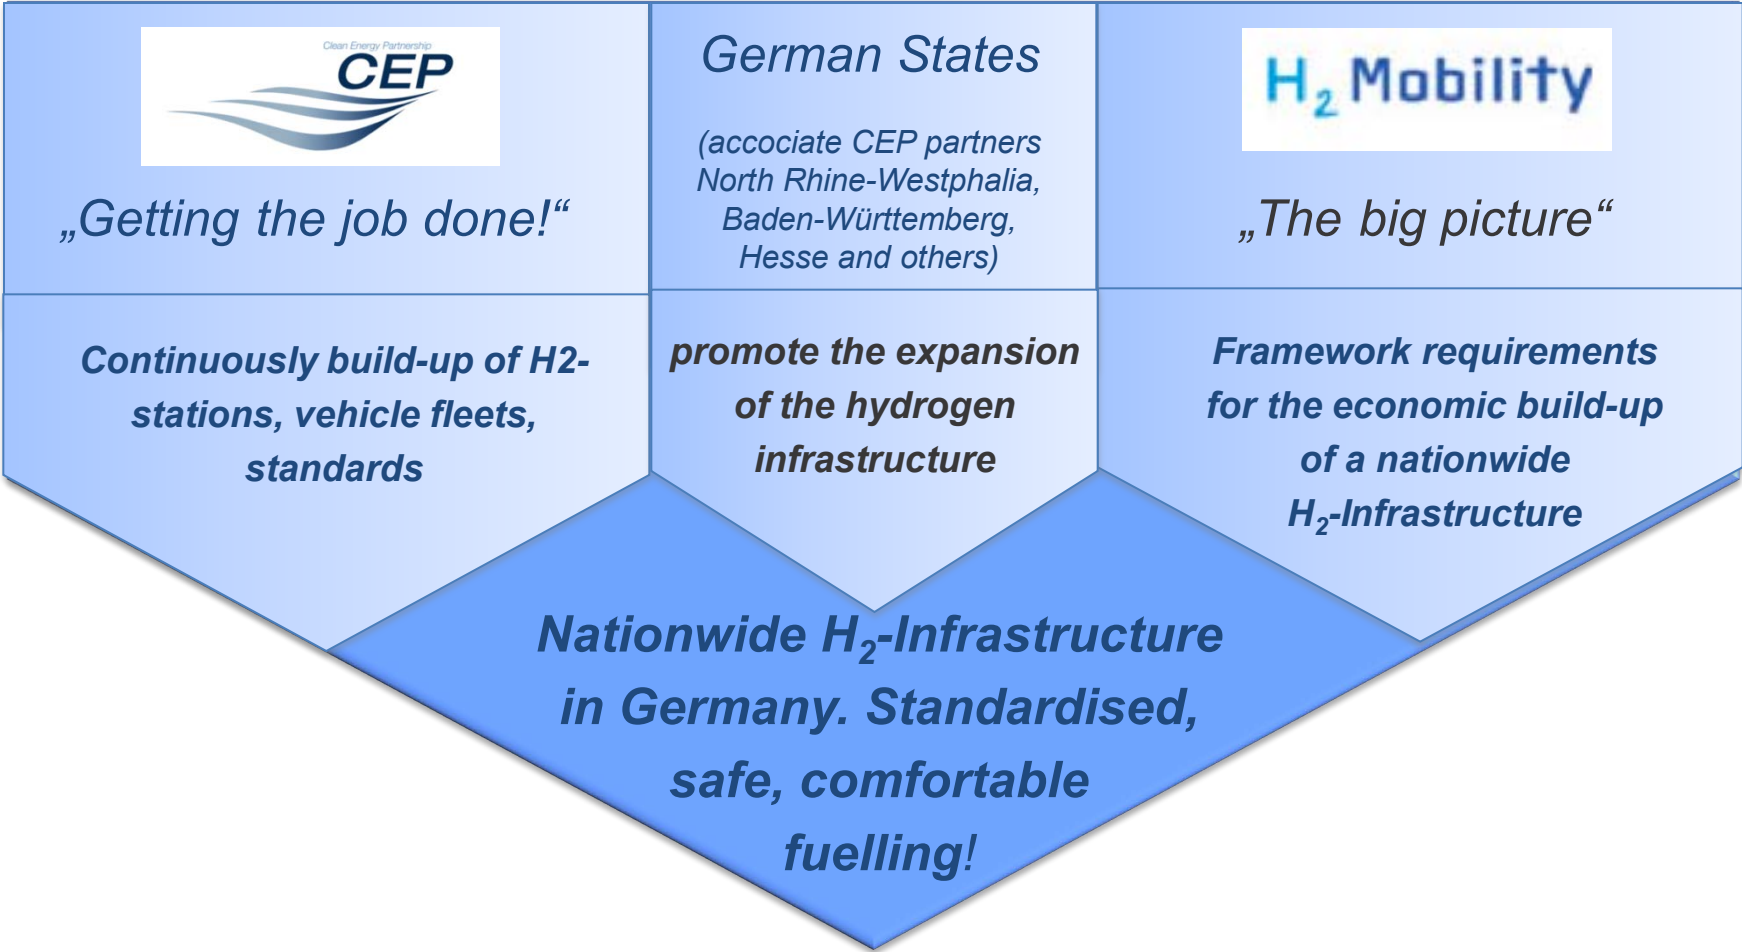 Clean Energy Partnership
CEP
„Getting the job done!“
Continuously build-up of H2-
stations, vehicle fleets,
standards
German States
(accociate CEP partners
North Rhine-Westphalia,
Baden-Württemberg,
Hesse and others)
promote the expansion
of the hydrogen
infrastructure
H₂ Mobility
„The big picture“
Framework requirements
for the economic build-up
of a nationwide
H₂-Infrastructure
Nationwide H₂-Infrastructure
in Germany. Standardised,
safe, comfortable
fuelling!